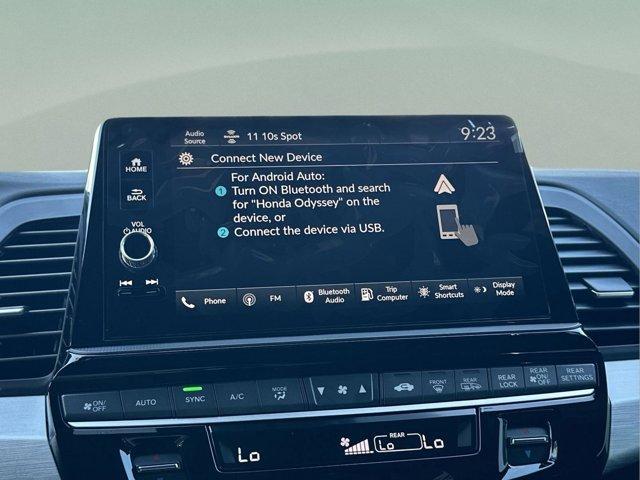 Audio
Source
SIRIUSXM
11 10s Spot
9:23
HOME
Connect New Device
BACK
For Android Auto:
1 Turn ON Bluetooth and search
for "Honda Odyssey" on the
device, or
2 Connect the device via USB.
VOL
AUDIO
Phone
FM
Bluetooth
Audio
Trip
Computer
Smart
Shortcuts
Display
Mode
ON/
OFF
AUTO
SYNC
A/C
MODE
FRONT
REAR
REAR
LOCK
REAR
ON/
OFF
REAR
SETTINGS
Lo
REAR
Lo
Lo